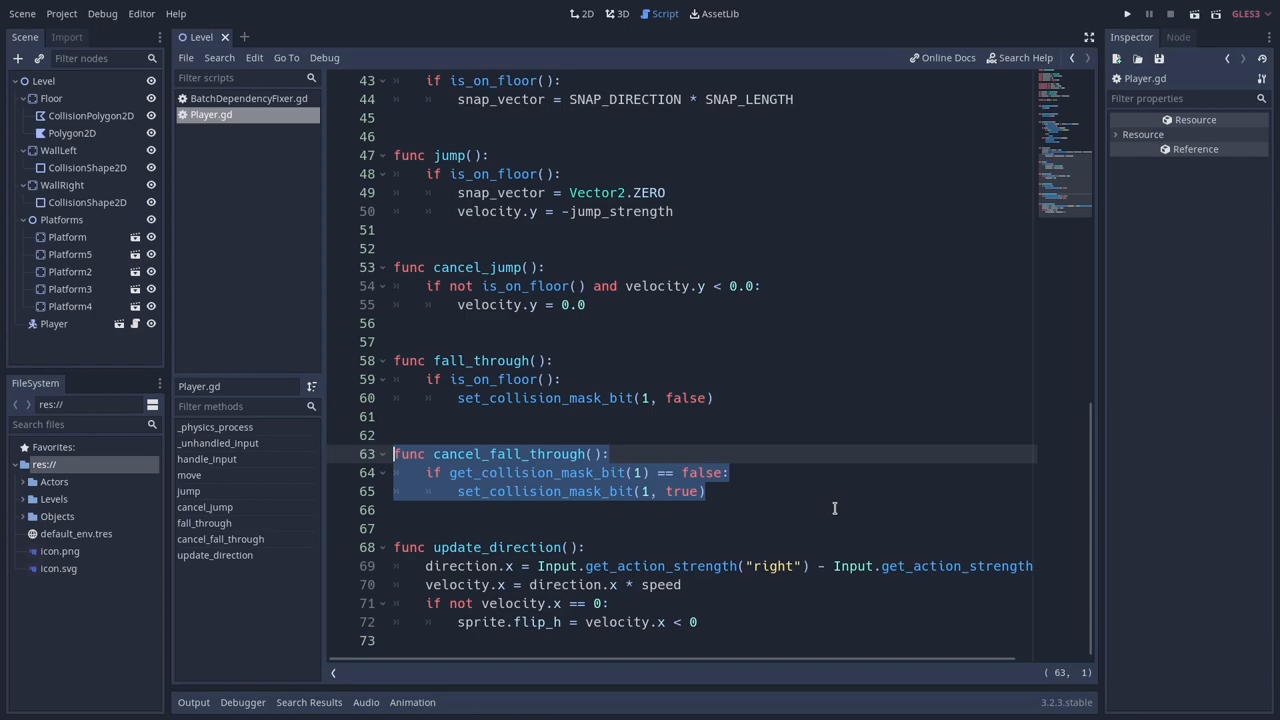 Scene Project Debug Editor Help
2D 3D Script AssetLib
GLES3
Scene Import
Filter nodes
Level
Floor
CollisionPolygon2D
Polygon2D
WallLeft
CollisionShape2D
WallRight
CollisionShape2D
Platforms
Platform
Platform5
Platform2
Platform3
Platform4
Player
FileSystem
res://
Search files
Favorites:
res://
Actors
Levels
Objects
default_env.tres
icon.png
icon.svg
Level
File Search Edit Go To Debug
Online Docs Search Help
Filter scripts
BatchDependencyFixer.gd
Player.gd
Player.gd
Filter methods
_physics_process
_unhandled_input
handle_input
move
jump
cancel_jump
fall_through
cancel_fall_through
update_direction
43 if is_on_floor():
44 snap_vector = SNAP_DIRECTION * SNAP_LENGTH
45
46
47 func jump():
48 if is_on_floor():
49 snap_vector = Vector2.ZERO
50 velocity.y = -jump_strength
51
52
53 func cancel_jump():
54 if not is_on_floor() and velocity.y < 0.0:
55 velocity.y = 0.0
56
57
58 func fall_through():
59 if is_on_floor():
60 set_collision_mask_bit(1, false)
61
62
63 func cancel_fall_through():
64 if get_collision_mask_bit(1) == false:
65 set_collision_mask_bit(1, true)
66
67
68 func update_direction():
69 direction.x = Input.get_action_strength("right") - Input.get_action_strength
70 velocity.x = direction.x * speed
71 if not velocity.x == 0:
72 sprite.flip_h = velocity.x < 0
73
( 63, 1)
Output Debugger Search Results Audio Animation
3.2.3.stable
Inspector Node
Player.gd
Filter properties
Resource
Resource
Reference